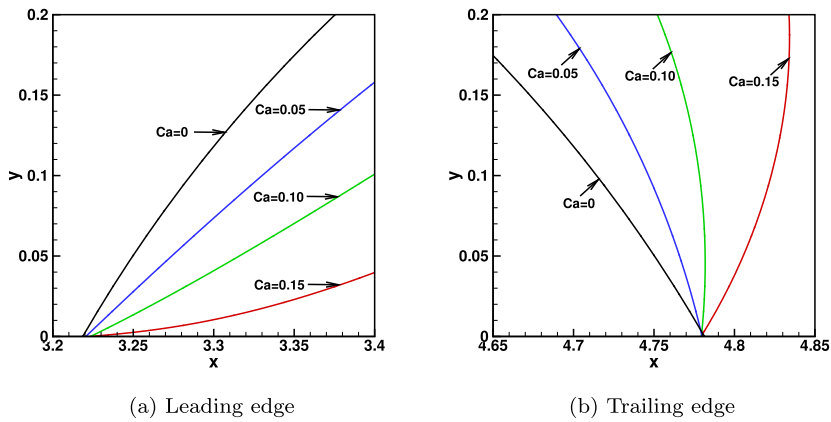 0.2
0.15
0.1
0.05
0
y
Ca=0
Ca=0.05
Ca=0.10
Ca=0.15
3.2 3.25 3.3 3.35 3.4
x
(a) Leading edge
0.2
0.15
0.1
0.05
0
y
Ca=0.05
Ca=0.10
Ca=0.15
Ca=0
4.65 4.7 4.75 4.8 4.85
x
(b) Trailing edge